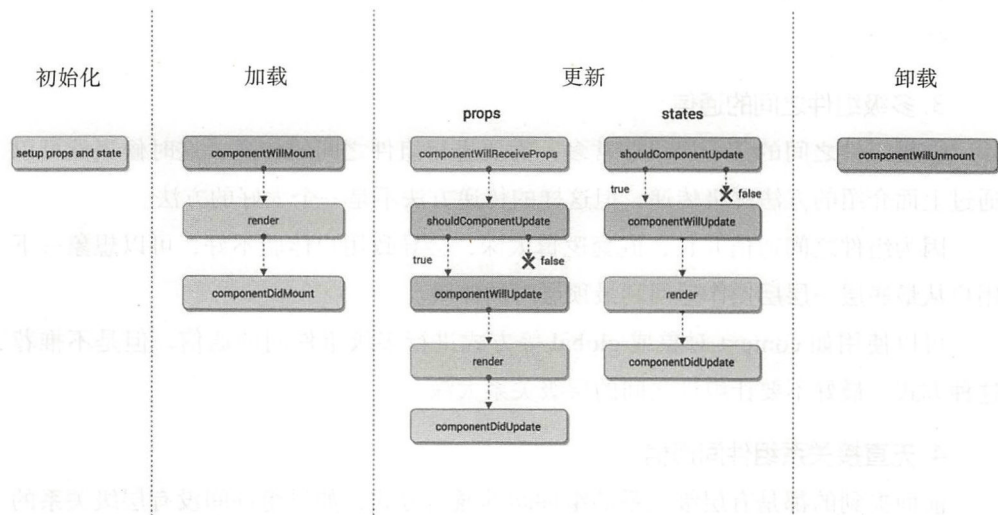 初始化
加载
更新
卸载
props
states
setup props and state
componentWillMount
componentWillReceiveProps
shouldComponentUpdate
componentWillUnmount
true
false
render
shouldComponentUpdate
componentWillUpdate
true
false
componentDidMount
componentWillUpdate
render
render
componentDidUpdate
componentDidUpdate